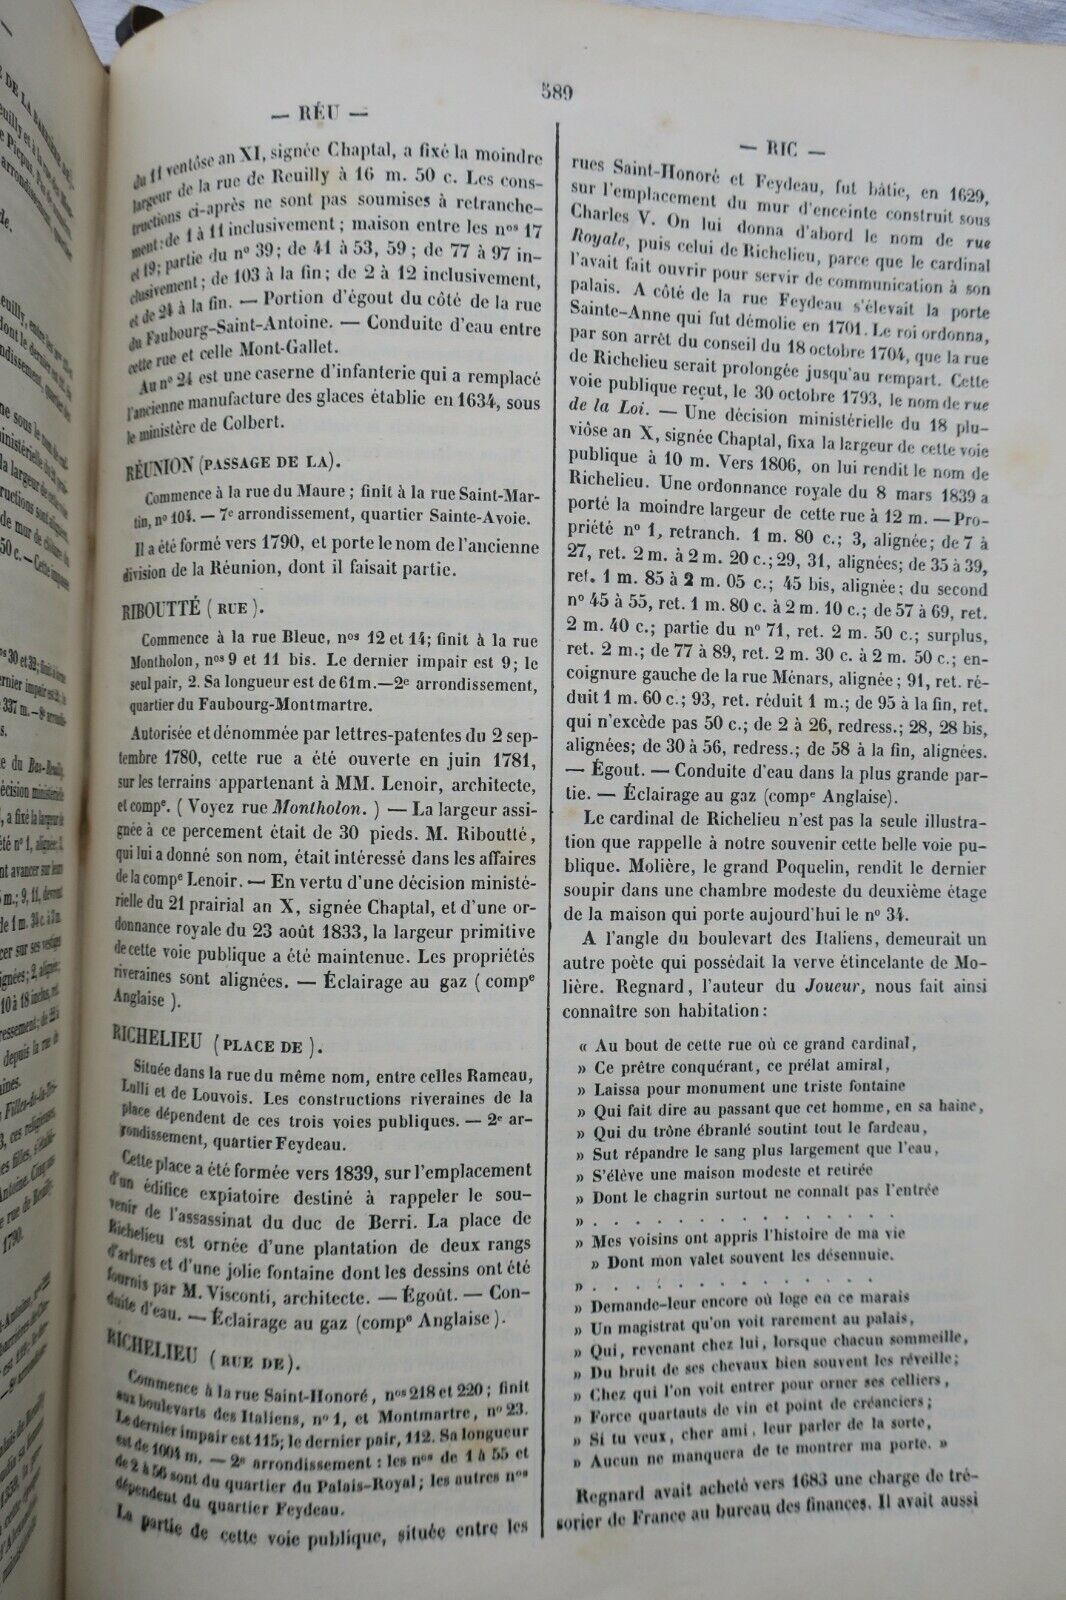 589
— RÉU —
du 11 ventôse an XI, signée Chaptal, a fixé la moindre
largeur de la rue de Reuilly à 16 m. 50 c. Les cons-
tructions ci-après ne sont pas soumises à retranche-
ment: de 1 à 11 inclusivement; maison entre les nos 17
et 19; partie du n° 39; de 41 à 53, 59; de 77 à 97 in-
clusivement; de 103 à la fin; de 2 à 12 inclusivement,
et de 24 à la fin. — Portion d'égout du côté de la rue
du Faubourg-Saint-Antoine. — Conduite d'eau entre
cette rue et celle Mont-Gallet.
Au n° 24 est une caserne d'infanterie qui a remplacé
l'ancienne manufacture des glaces établie en 1634, sous
le ministère de Colbert.
RÉUNION (PASSAGE DE LA).
Commence à la rue du Maure; finit à la rue Saint-Mar-
tin, n° 104. — 7e arrondissement, quartier Sainte-Avoie.
Il a été formé vers 1790, et porte le nom de l'ancienne
division de la Réunion, dont il faisait partie.
RIBOUTTÉ (RUE).
Commence à la rue Bleue, nos 12 et 14; finit à la rue
Montholon, nos 9 et 11 bis. Le dernier impair est 9; le
seul pair, 2. Sa longueur est de 61m.—2e arrondissement,
quartier du Faubourg-Montmartre.
Autorisée et dénommée par lettres-patentes du 2 sep-
tembre 1780, cette rue a été ouverte en juin 1781,
sur les terrains appartenant à MM. Lenoir, architecte,
et compe. (Voyez rue Montholon.) — La largeur assi-
gnée à ce percement était de 30 pieds. M. Riboutté,
qui lui a donné son nom, était intéressé dans les affaires
de la compe Lenoir. — En vertu d'une décision ministé-
rielle du 21 prairial an X, signée Chaptal, et d'une or-
donnance royale du 23 août 1833, la largeur primitive
de cette voie publique a été maintenue. Les propriétés
riveraines sont alignées. — Éclairage au gaz (compe
Anglaise).
RICHELIEU (PLACE DE).
Située dans la rue du même nom, entre celles Rameau,
Lulli et de Louvois. Les constructions riveraines de la
place dépendent de ces trois voies publiques. — 2e ar-
rondissement, quartier Feydeau.
Cette place a été formée vers 1839, sur l'emplacement
d'un édifice expiatoire destiné à rappeler le sou-
venir de l'assassinat du duc de Berri. La place de
Richelieu est ornée d'une plantation de deux rangs
d'arbres et d'une jolie fontaine dont les dessins ont été
fournis par M. Visconti, architecte. — Égoût. — Con-
duite d'eau. — Éclairage au gaz (compe Anglaise).
RICHELIEU (RUE DE).
Commence à la rue Saint-Honoré, nos 218 et 220; finit
aux boulevarts des Italiens, n° 1, et Montmartre, n° 23.
Le dernier impair est 115; le dernier pair, 112. Sa longueur
est de 1004 m. — 2e arrondissement: les nos de 1 à 55 et
de 2 à 56 sont du quartier du Palais-Royal; les autres nos
dépendent du quartier Feydeau.
La partie de cette voie publique, située entre les
— RIC —
rues Saint-Honoré et Feydeau, fut bâtie, en 1629,
sur l'emplacement du mur d'enceinte construit sous
Charles V. On lui donna d'abord le nom de rue
Royale, puis celui de Richelieu, parce que le cardinal
l'avait fait ouvrir pour servir de communication à son
palais. A côté de la rue Feydeau s'élevait la porte
Sainte-Anne qui fut démolie en 1701. Le roi ordonna,
par son arrêt du conseil du 18 octobre 1704, que la rue
de Richelieu serait prolongée jusqu'au rempart. Cette
voie publique reçut, le 30 octobre 1793, le nom de rue
de la Loi. — Une décision ministérielle du 18 plu-
viôse an X, signée Chaptal, fixa la largeur de cette voie
publique à 10 m. Vers 1806, on lui rendit le nom de
Richelieu. Une ordonnance royale du 8 mars 1839 a
porté la moindre largeur de cette rue à 12 m. — Pro-
priété n° 1, retranch. 1 m. 80 c.; 3, alignée; de 7 à
27, ret. 2 m. à 2 m. 20 c.; 29, 31, alignées; de 35 à 39,
ret. 1 m. 85 à 2 m. 05 c.; 45 bis, alignée; du second
n° 45 à 55, ret. 1 m. 80 c. à 2 m. 10 c.; de 57 à 69, ret.
2 m. 40 c.; partie du n° 71, ret. 2 m. 50 c.; surplus,
ret. 2 m.; de 77 à 89, ret. 2 m. 30 c. à 2 m. 50 c.; en-
coignure gauche de la rue Ménars, alignée; 91, ret. ré-
duit 1 m. 60 c.; 93, ret. réduit 1 m.; de 95 à la fin, ret.
qui n'excède pas 50 c.; de 2 à 26, redress.; 28, 28 bis,
alignées; de 30 à 56, redress.; de 58 à la fin, alignées.
— Égout. — Conduite d'eau dans la plus grande par-
tie. — Éclairage au gaz (compe Anglaise).
Le cardinal de Richelieu n'est pas la seule illustra-
tion que rappelle à notre souvenir cette belle voie pu-
blique. Molière, le grand Poquelin, rendit le dernier
soupir dans une chambre modeste du deuxième étage
de la maison qui porte aujourd'hui le n° 34.
A l'angle du boulevart des Italiens, demeurait un
autre poète qui possédait la verve étincelante de Mo-
lière. Regnard, l'auteur du Joueur, nous fait ainsi
connaître son habitation:
« Au bout de cette rue où ce grand cardinal,
» Ce prêtre conquérant, ce prélat amiral,
» Laissa pour monument une triste fontaine
» Qui fait dire au passant que cet homme, en sa haine,
» Qui du trône ébranlé soutint tout le fardeau,
» Sut répandre le sang plus largement que l'eau,
» S'élève une maison modeste et retirée
» Dont le chagrin surtout ne connaît pas l'entrée
» . . . . . . . . . . . . .
» Mes voisins ont appris l'histoire de ma vie
» Dont mon valet souvent les désennuie.
» . . . . . . . . . . . . .
» Demande-leur encore où loge en ce marais
» Un magistrat qu'on voit rarement au palais,
» Qui, revenant chez lui, lorsque chacun sommeille,
» Du bruit de ses chevaux bien souvent les réveille;
» Chez qui l'on voit entrer pour orner ses celliers,
» Force quartauts de vin et point de créanciers;
» Si tu veux, cher ami, leur parler de la sorte,
» Aucun ne manquera de te montrer ma porte. »
Regnard avait acheté vers 1683 une charge de tré-
sorier de France au bureau des finances. Il avait aussi